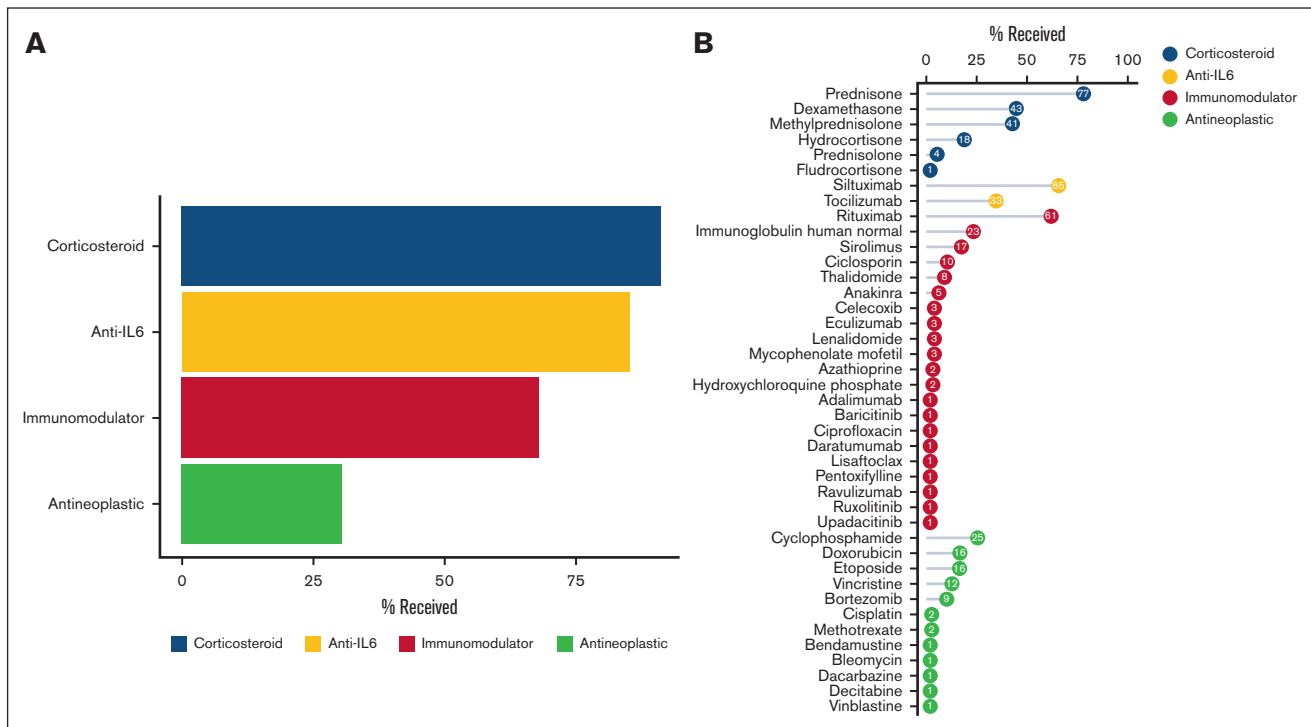 A
Corticosteroid
Anti-IL6
Immunomodulator
Antineoplastic
0 25 50 75
% Received
Corticosteroid Anti-IL6 Immunomodulator Antineoplastic
B
% Received
0 25 50 75 100
Corticosteroid
Anti-IL6
Immunomodulator
Antineoplastic
Prednisone 77
Dexamethasone 43
Methylprednisolone 41
Hydrocortisone 18
Prednisolone 4
Fludrocortisone 1
Siltuximab 65
Tocilizumab 33
Rituximab 61
Immunoglobulin human normal 23
Sirolimus 17
Ciclosporin 10
Thalidomide 8
Anakinra 5
Celecoxib 3
Eculizumab 3
Lenalidomide 3
Mycophenolate mofetil 3
Azathioprine 2
Hydroxychloroquine phosphate 2
Adalimumab 1
Baricitinib 1
Ciprofloxacin 1
Daratumumab 1
Lisaftoclax 1
Pentoxifylline 1
Ravulizumab 1
Ruxolitinib 1
Upadacitinib 1
Cyclophosphamide 25
Doxorubicin 16
Etoposide 16
Vincristine 12
Bortezomib 9
Cisplatin 2
Methotrexate 2
Bendamustine 1
Bleomycin 1
Dacarbazine 1
Decitabine 1
Vinblastine 1